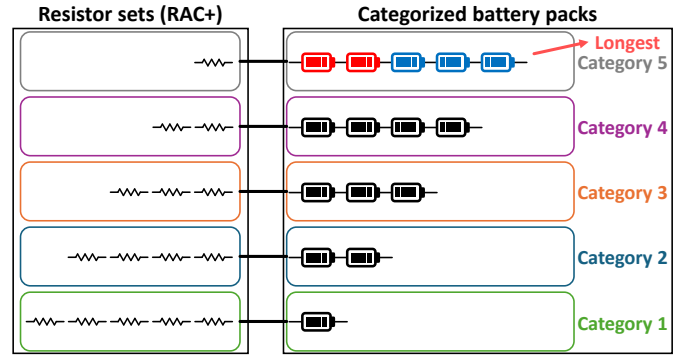 Resistor sets (RAC+)
Categorized battery packs
Longest
Category 5
Category 4
Category 3
Category 2
Category 1